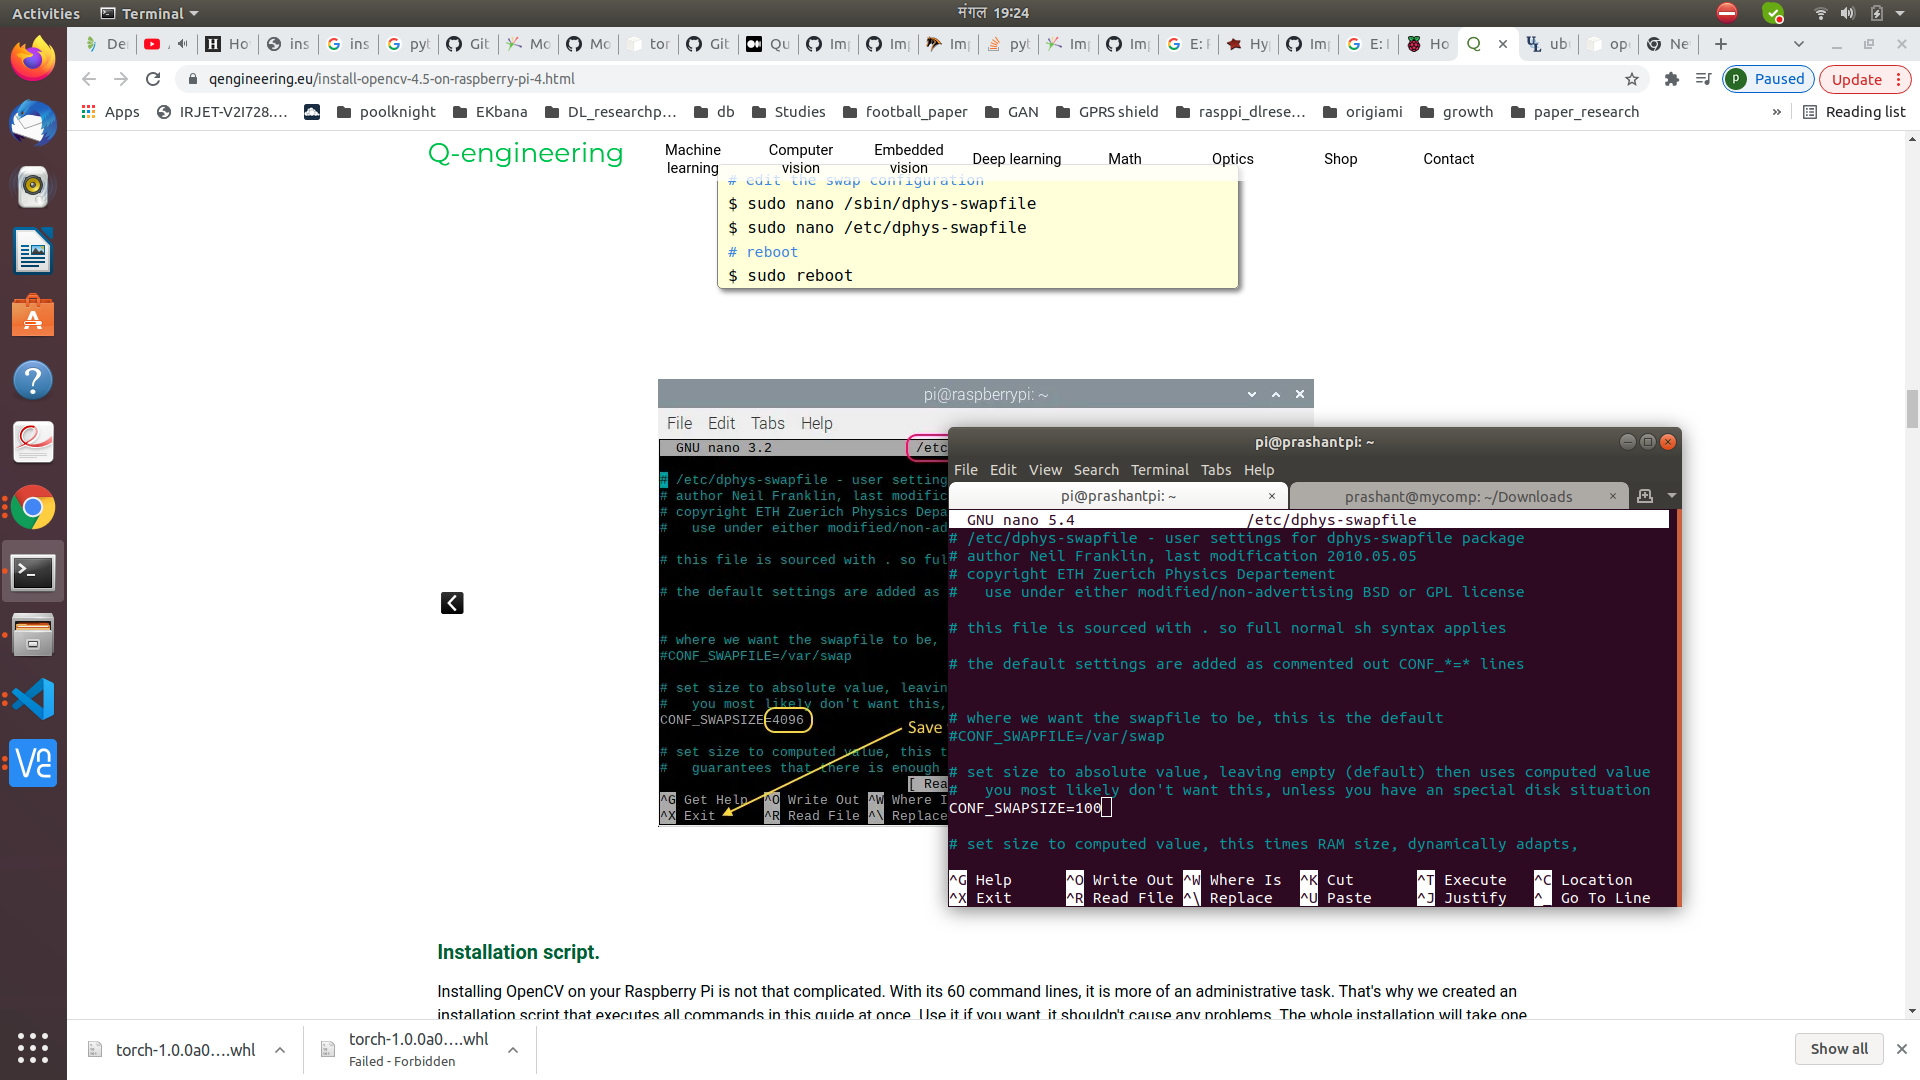 Activities
Terminal
मंगल 19:24
De
Ho
ins
ins
pyt
Git
Mo
Mo
tor
Git
Qu
Im
Im
Im
pyt
Im
Im
E: F
Hy
Im
E: I
Ho
ub
ope
Ne
qengineering.eu/install-opencv-4.5-on-raspberry-pi-4.html
p Paused
Update
Apps
IRJET-V2I728....
poolknight
EKbana
DL_researchp...
db
Studies
football_paper
GAN
GPRS shield
rasppi_dlrese...
origiami
growth
paper_research
»
Reading list
Q-engineering
Machine learning
Computer vision
Embedded vision
Deep learning
Math
Optics
Shop
Contact
# edit the swap configuration
$ sudo nano /sbin/dphys-swapfile
$ sudo nano /etc/dphys-swapfile
# reboot
$ sudo reboot
pi@raspberrypi: ~
File Edit Tabs Help
GNU nano 3.2 /etc
# /etc/dphys-swapfile - user setting
# author Neil Franklin, last modific
# copyright ETH Zuerich Physics Depa
#   use under either modified/non-ad
# this file is sourced with . so ful
# the default settings are added as
# where we want the swapfile to be,
#CONF_SWAPFILE=/var/swap
# set size to absolute value, leavin
#   you most likely don't want this,
CONF_SWAPSIZE=4096
Save
# set size to computed value, this t
#   guarantees that there is enough
[ Rea
^G Get Help ^O Write Out ^W Where I
^X Exit ^R Read File ^\ Replace
pi@prashantpi: ~
File Edit View Search Terminal Tabs Help
pi@prashantpi: ~
prashant@mycomp: ~/Downloads
GNU nano 5.4 /etc/dphys-swapfile
# /etc/dphys-swapfile - user settings for dphys-swapfile package
# author Neil Franklin, last modification 2010.05.05
# copyright ETH Zuerich Physics Departement
#   use under either modified/non-advertising BSD or GPL license
# this file is sourced with . so full normal sh syntax applies
# the default settings are added as commented out CONF_*=* lines
# where we want the swapfile to be, this is the default
#CONF_SWAPFILE=/var/swap
# set size to absolute value, leaving empty (default) then uses computed value
#   you most likely don't want this, unless you have an special disk situation
CONF_SWAPSIZE=100
# set size to computed value, this times RAM size, dynamically adapts,
^G Help ^O Write Out ^W Where Is ^K Cut ^T Execute ^C Location
^X Exit ^R Read File ^\ Replace ^U Paste ^J Justify ^_ Go To Line
Installation script.
Installing OpenCV on your Raspberry Pi is not that complicated. With its 60 command lines, it is more of an administrative task. That's why we created an
installation script that executes all commands in this guide at once. Use it if you want, it shouldn't cause any problems. The whole installation will take one
torch-1.0.0a0....whl
torch-1.0.0a0....whl
Failed - Forbidden
Show all